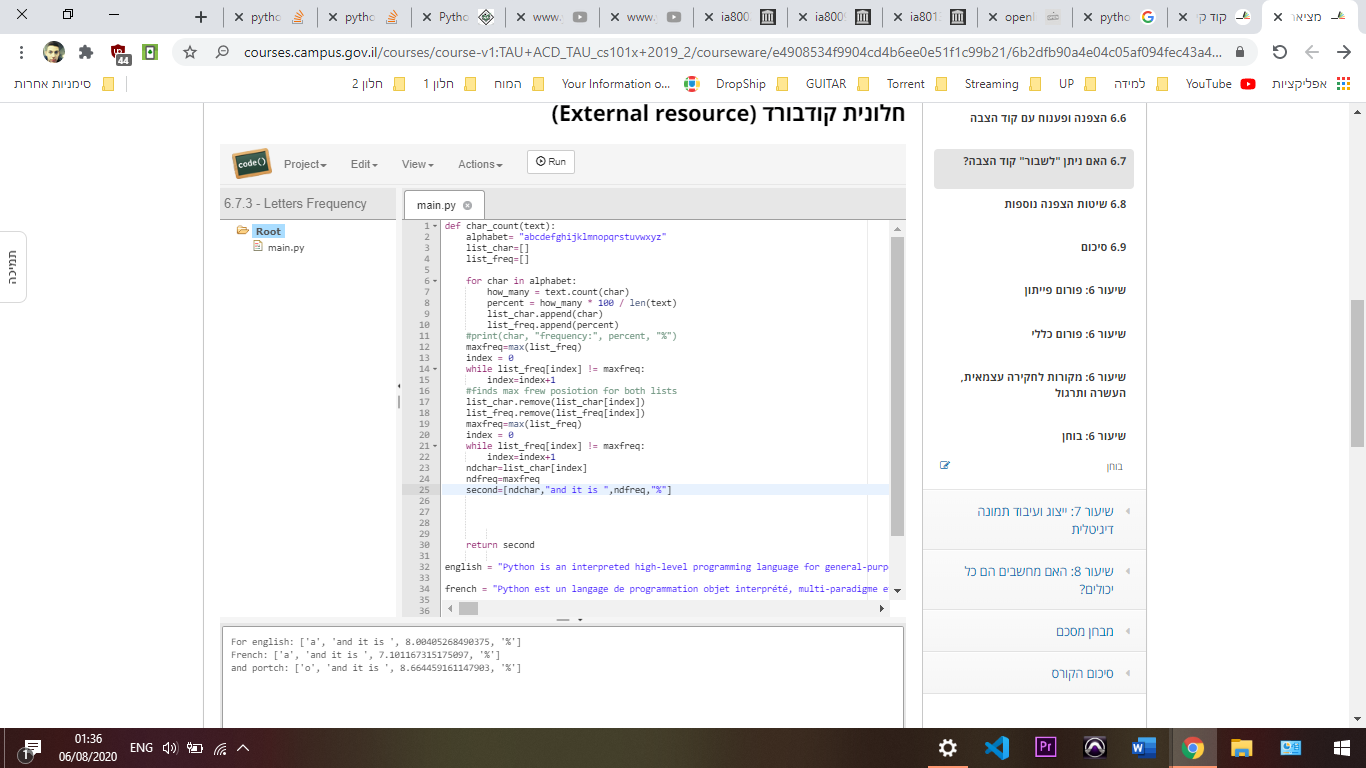 pytho
pytho
Pytho
www.y
www.
ia800
ia800
ia801
openl
pytho
קוד קי
מציאר
courses.campus.gov.il/courses/course-v1:TAU+ACD_TAU_cs101x+2019_2/courseware/e4908534f9904cd4b6ee0e51f1c99b21/6b2dfb90a4e04c05af094fec43a4...
44
אפליקציות
YouTube
למידה
UP
Streaming
Torrent
GUITAR
DropShip
Your Information o...
המוח
חלון 1
חלון 2
סימניות אחרות
חלונית קודבורד (External resource)
code()
Project
Edit
View
Actions
Run
6.7.3 - Letters Frequency
Root
main.py
main.py
1 def char_count(text):
2 alphabet= "abcdefghijklmnopqrstuvwxyz"
3 list_char=[]
4 list_freq=[]
5
6 for char in alphabet:
7 how_many = text.count(char)
8 percent = how_many * 100 / len(text)
9 list_char.append(char)
10 list_freq.append(percent)
11 #print(char, "frequency:", percent, "%")
12 maxfreq=max(list_freq)
13 index = 0
14 while list_freq[index] != maxfreq:
15 index=index+1
16 #finds max frew posiotion for both lists
17 list_char.remove(list_char[index])
18 list_freq.remove(list_freq[index])
19 maxfreq=max(list_freq)
20 index = 0
21 while list_freq[index] != maxfreq:
22 index=index+1
23 ndchar=list_char[index]
24 ndfreq=maxfreq
25 second=[ndchar,"and it is ",ndfreq,"%"]
26
27
28
29
30 return second
31
32 english = "Python is an interpreted high-level programming language for general-purp
33
34 french = "Python est un langage de programmation objet interprété, multi-paradigme e
35
36
For english: ['a', 'and it is ', 8.00405268490375, '%']
French: ['a', 'and it is ', 7.101167315175097, '%']
and portch: ['o', 'and it is ', 8.664459161147903, '%']
תמיכה
6.6 הצפנה ופענוח עם קוד הצבה
6.7 האם ניתן "לשבור" קוד הצבה?
6.8 שיטות הצפנה נוספות
6.9 סיכום
שיעור 6: פורום פייתון
שיעור 6: פורום כללי
שיעור 6: מקורות לחקירה עצמאית,
העשרה ותרגול
שיעור 6: בוחן
בוחן
שיעור 7: ייצוג ועיבוד תמונה
דיגיטלית
שיעור 8: האם מחשבים הם כל
יכולים?
מבחן מסכם
סיכום הקורס
1
01:36
06/08/2020
ENG
Pr